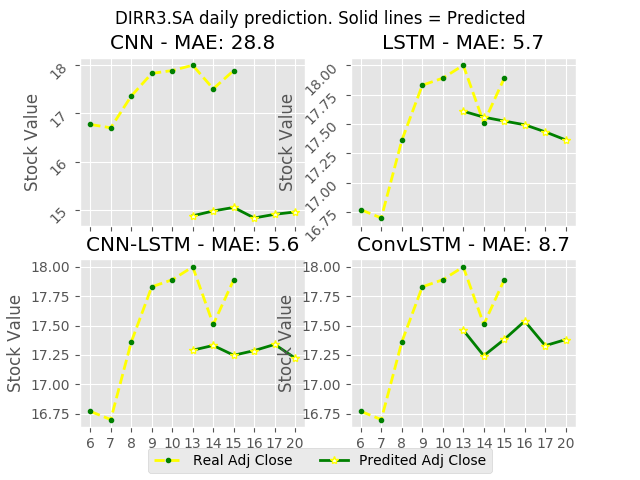 DIRR3.SA daily prediction. Solid lines = Predicted
CNN - MAE: 28.8
LSTM - MAE: 5.7
Stock Value
18
17
16
15
Stock Value
18.00
17.75
17.50
17.25
17.00
16.75
CNN-LSTM - MAE: 5.6
ConvLSTM - MAE: 8.7
Stock Value
18.00
17.75
17.50
17.25
17.00
16.75
6 7 8 9 10 13 14 15 16 17 20
Stock Value
18.00
17.75
17.50
17.25
17.00
16.75
6 7 8 9 10 13 14 15 16 17 20
Real Adj Close
Predited Adj Close